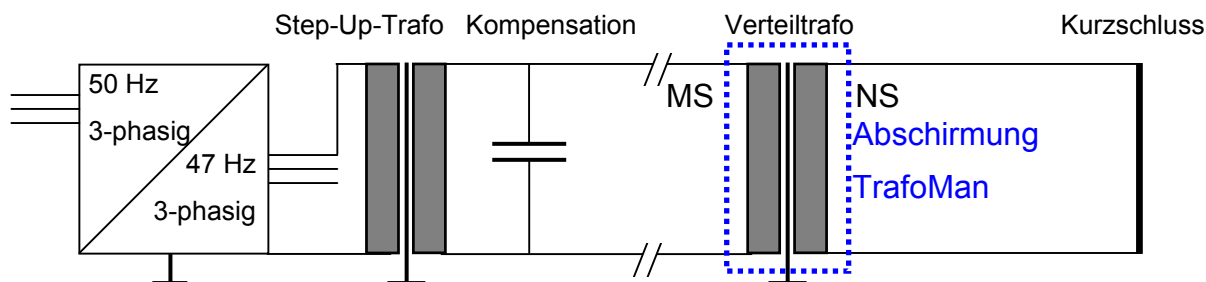 Step-Up-Trafo
Kompensation
Verteiltrafo
Kurzschluss
50 Hz
3-phasig
47 Hz
3-phasig
MS
NS
Abschirmung
TrafoMan